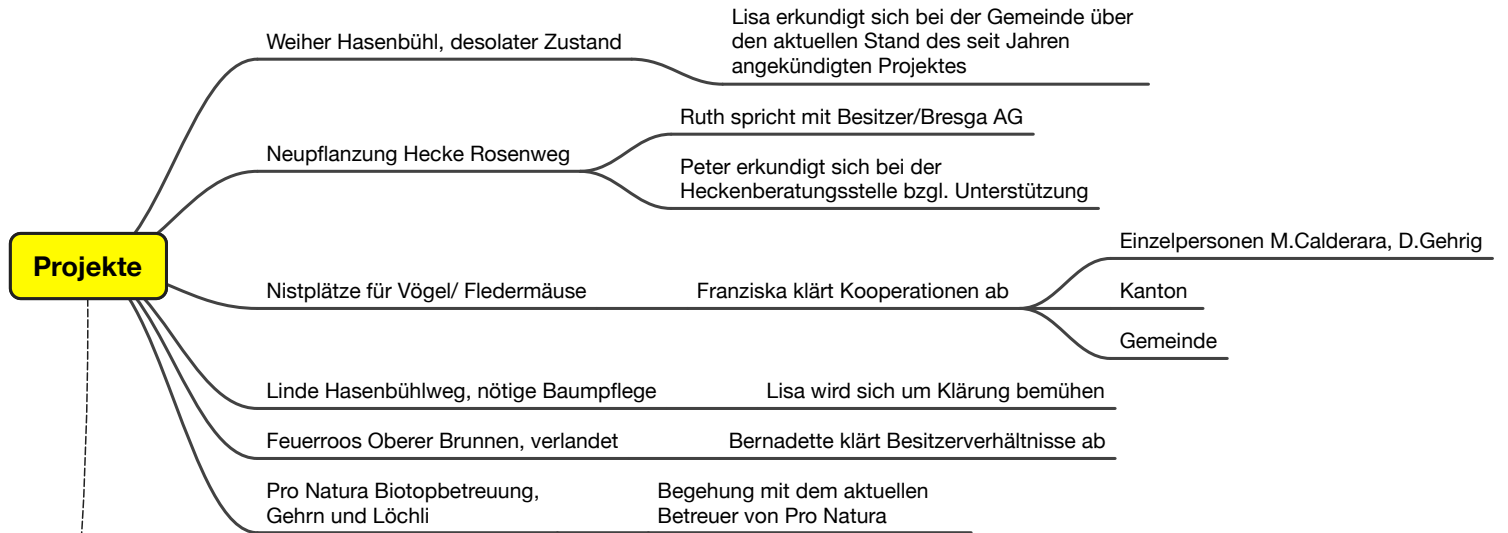 Projekte
Weiher Hasenbühl, desolater Zustand
Lisa erkundigt sich bei der Gemeinde über
den aktuellen Stand des seit Jahren
angekündigten Projektes
Neupflanzung Hecke Rosenweg
Ruth spricht mit Besitzer/Bresga AG
Peter erkundigt sich bei der
Heckenberatungsstelle bzgl. Unterstützung
Nistplätze für Vögel/ Fledermäuse
Franziska klärt Kooperationen ab
Einzelpersonen M.Calderara, D.Gehrig
Kanton
Gemeinde
Linde Hasenbühlweg, nötige Baumpflege
Lisa wird sich um Klärung bemühen
Feuerroos Oberer Brunnen, verlandet
Bernadette klärt Besitzerverhältnisse ab
Pro Natura Biotopbetreuung,
Gehrn und Löchli
Begehung mit dem aktuellen
Betreuer von Pro Natura